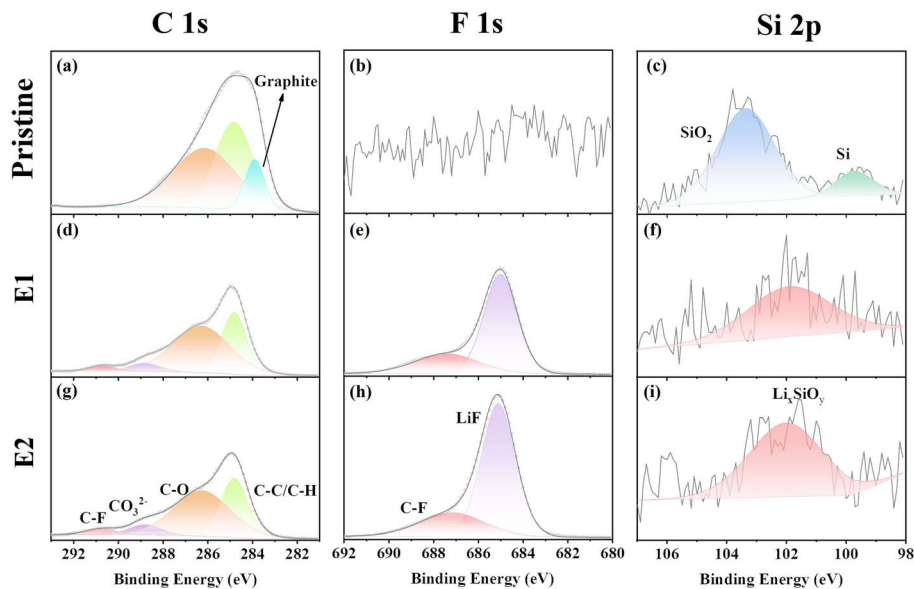 C 1s
F 1s
Si 2p
Pristine
(a)
Graphite
(b)
(c)
SiO₂
Si
E1
(d)
(e)
(f)
E2
(g)
C-F
CO₃²⁻
C-O
C-C/C-H
(h)
LiF
C-F
(i)
LiₓSiOᵧ
292 290 288 286 284 282
692 690 688 686 684 682 680
106 104 102 100 98
Binding Energy (eV)
Binding Energy (eV)
Binding Energy (eV)